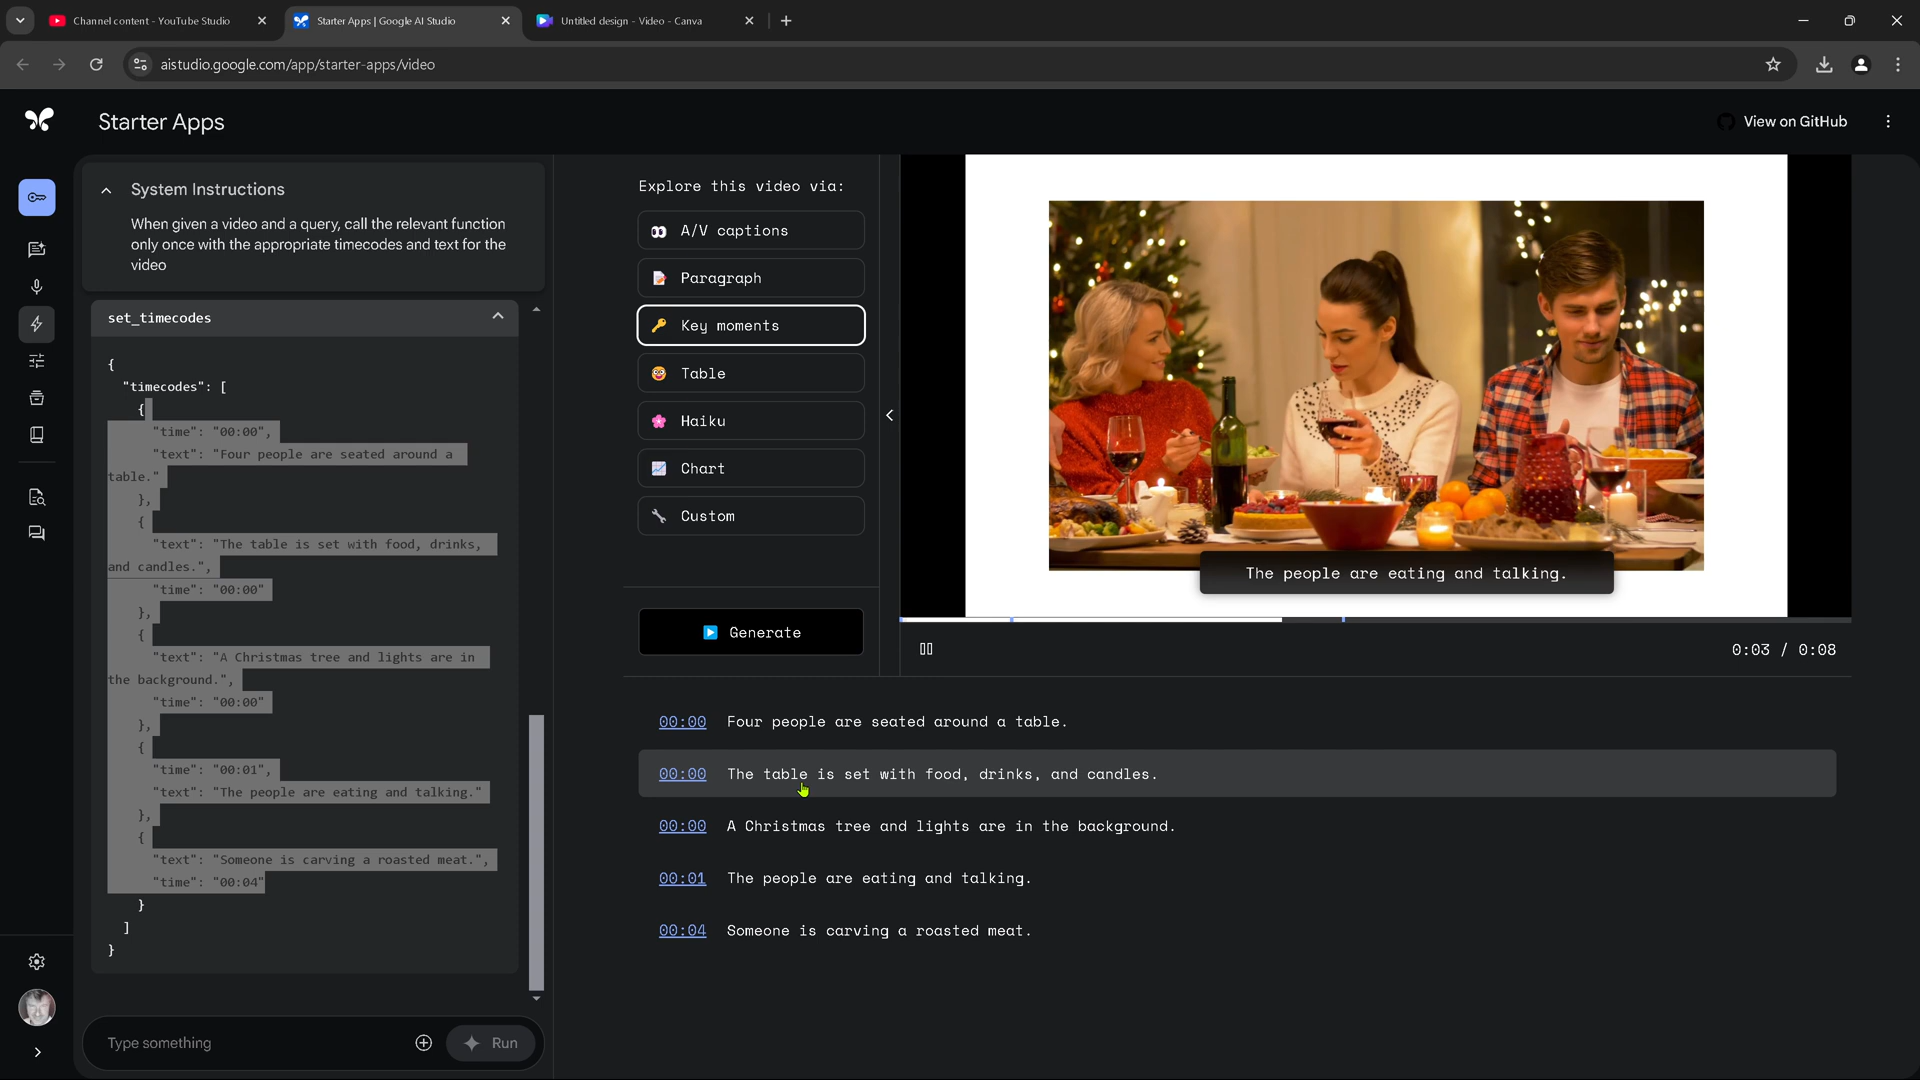 Channel content - YouTube Studio
Starter Apps | Google AI Studio
Untitled design - Video - Canva
aistudio.google.com/app/starter-apps/video
Starter Apps
View on GitHub
System Instructions
When given a video and a query, call the relevant function
only once with the appropriate timecodes and text for the
video
set_timecodes
{
"timecodes": [
{
"time": "00:00",
"text": "Four people are seated around a
table."
},
{
"text": "The table is set with food, drinks,
and candles.",
"time": "00:00"
},
{
"text": "A Christmas tree and lights are in
the background.",
"time": "00:00"
},
{
"time": "00:01",
"text": "The people are eating and talking."
},
{
"text": "Someone is carving a roasted meat.",
"time": "00:04"
}
]
}
Type something
Run
Explore this video via:
A/V captions
Paragraph
Key moments
Table
Haiku
Chart
Custom
Generate
The people are eating and talking.
0:03 / 0:08
00:00 Four people are seated around a table.
00:00 The table is set with food, drinks, and candles.
00:00 A Christmas tree and lights are in the background.
00:01 The people are eating and talking.
00:04 Someone is carving a roasted meat.